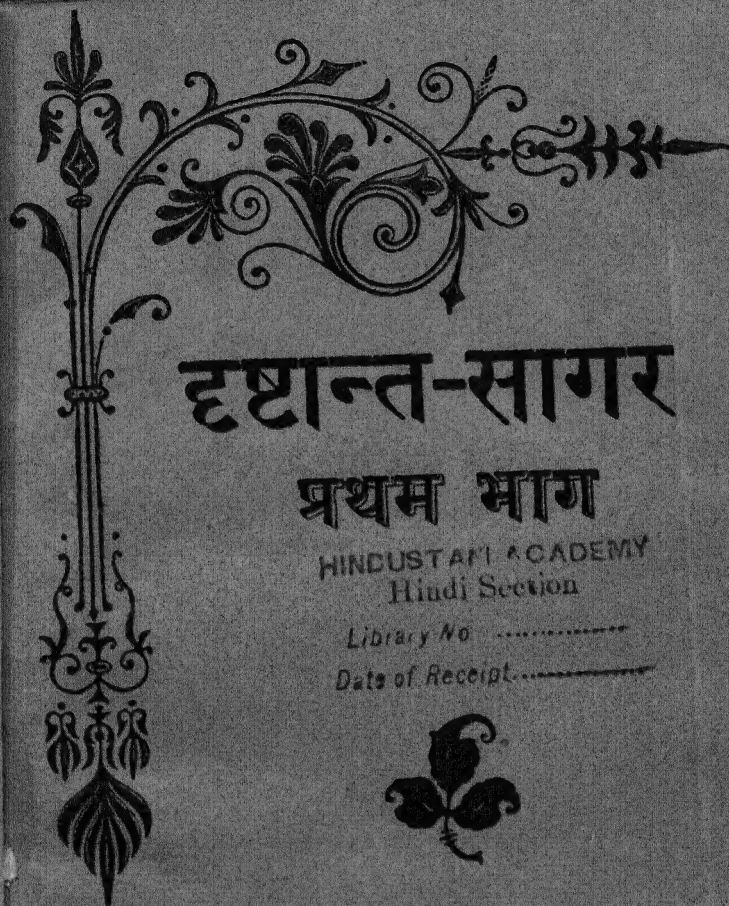 दृष्टान्त-सागर
प्रथम भाग
HINDUSTANI ACADEMY
Hindi Section
Library No ..............
Date of Receipt..............